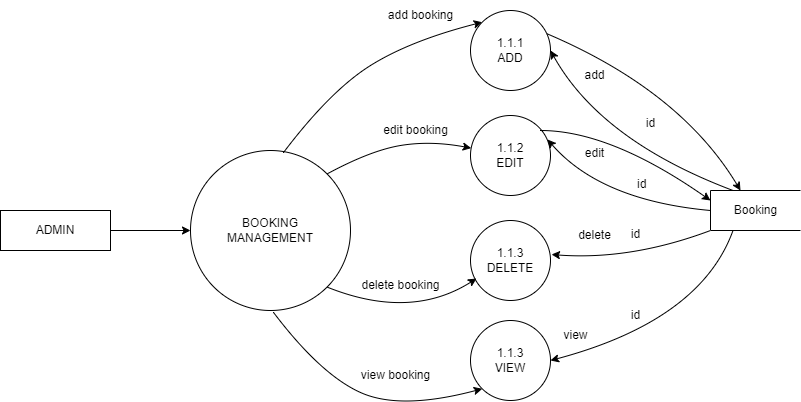 add booking
1.1.1
ADD
add
id
edit booking
1.1.2
EDIT
edit
id
ADMIN
BOOKING
MANAGEMENT
Booking
delete booking
1.1.3
DELETE
delete id
view booking
1.1.3
VIEW
view
id